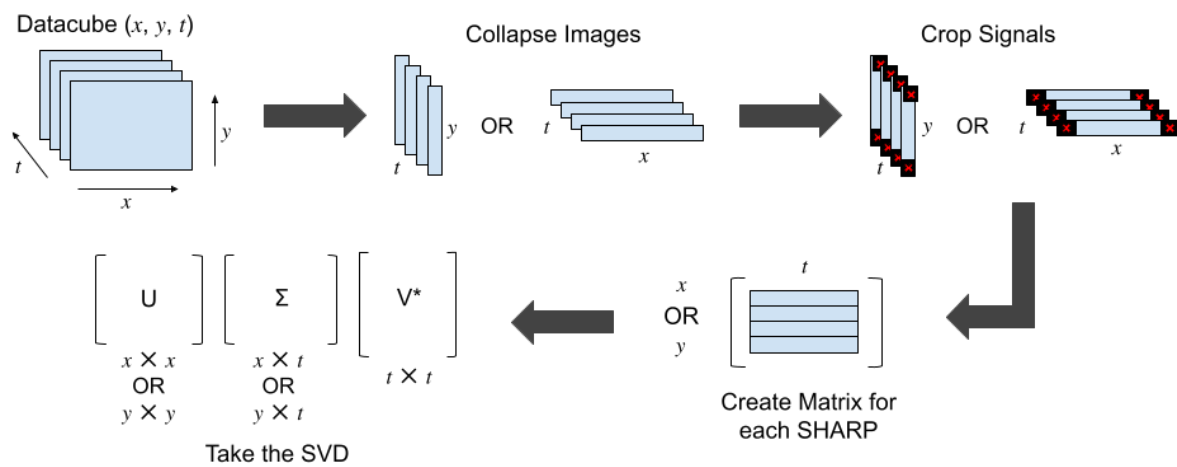 Datacube (x, y, t)
Collapse Images
Crop Signals
y
t
x
t
y
OR
t
x
t
y
OR
t
x
U
x × x
OR
y × y
Σ
x × t
OR
y × t
V*
t × t
Take the SVD
x
OR
y
t
Create Matrix for
each SHARP